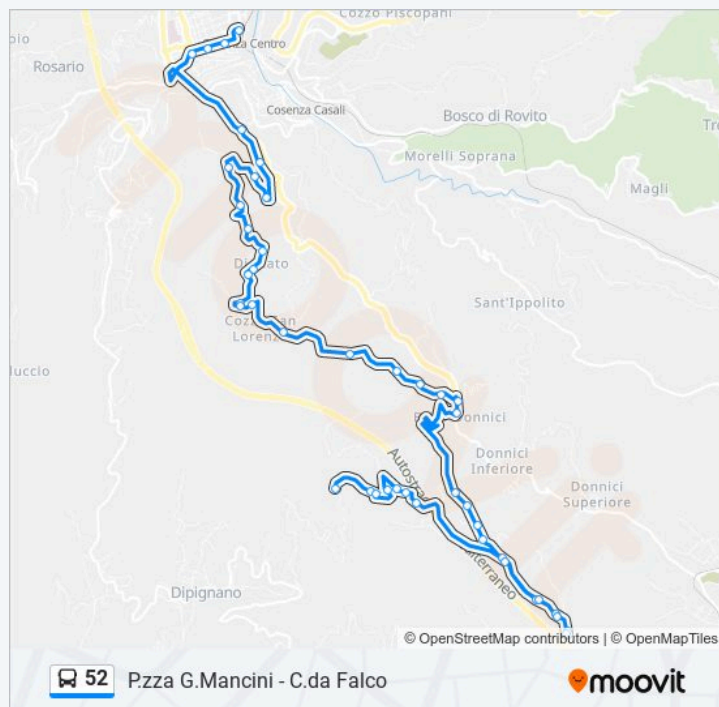 Cozzo Piscopani
Rosario
Cosenza Casali
Bosco di Rovito
Morelli Soprana
Magli
Sant'Ippolito
Donnici
Inferiore
Donnici
Superiore
Dipignano
© OpenStreetMap contributors | © OpenMapTiles
52
P.zza G.Mancini - C.da Falco
moovit